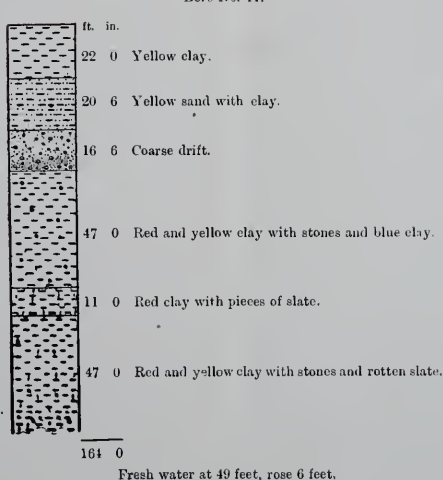 ft. in.
22 0 Yellow clay.
20 6 Yellow sand with clay.
16 6 Coarse drift.
47 0 Red and yellow clay with stones and blue clay.
11 0 Red clay with pieces of slate.
47 0 Red and yellow clay with stones and rotten slate.
164 0
Fresh water at 49 feet, rose 6 feet.